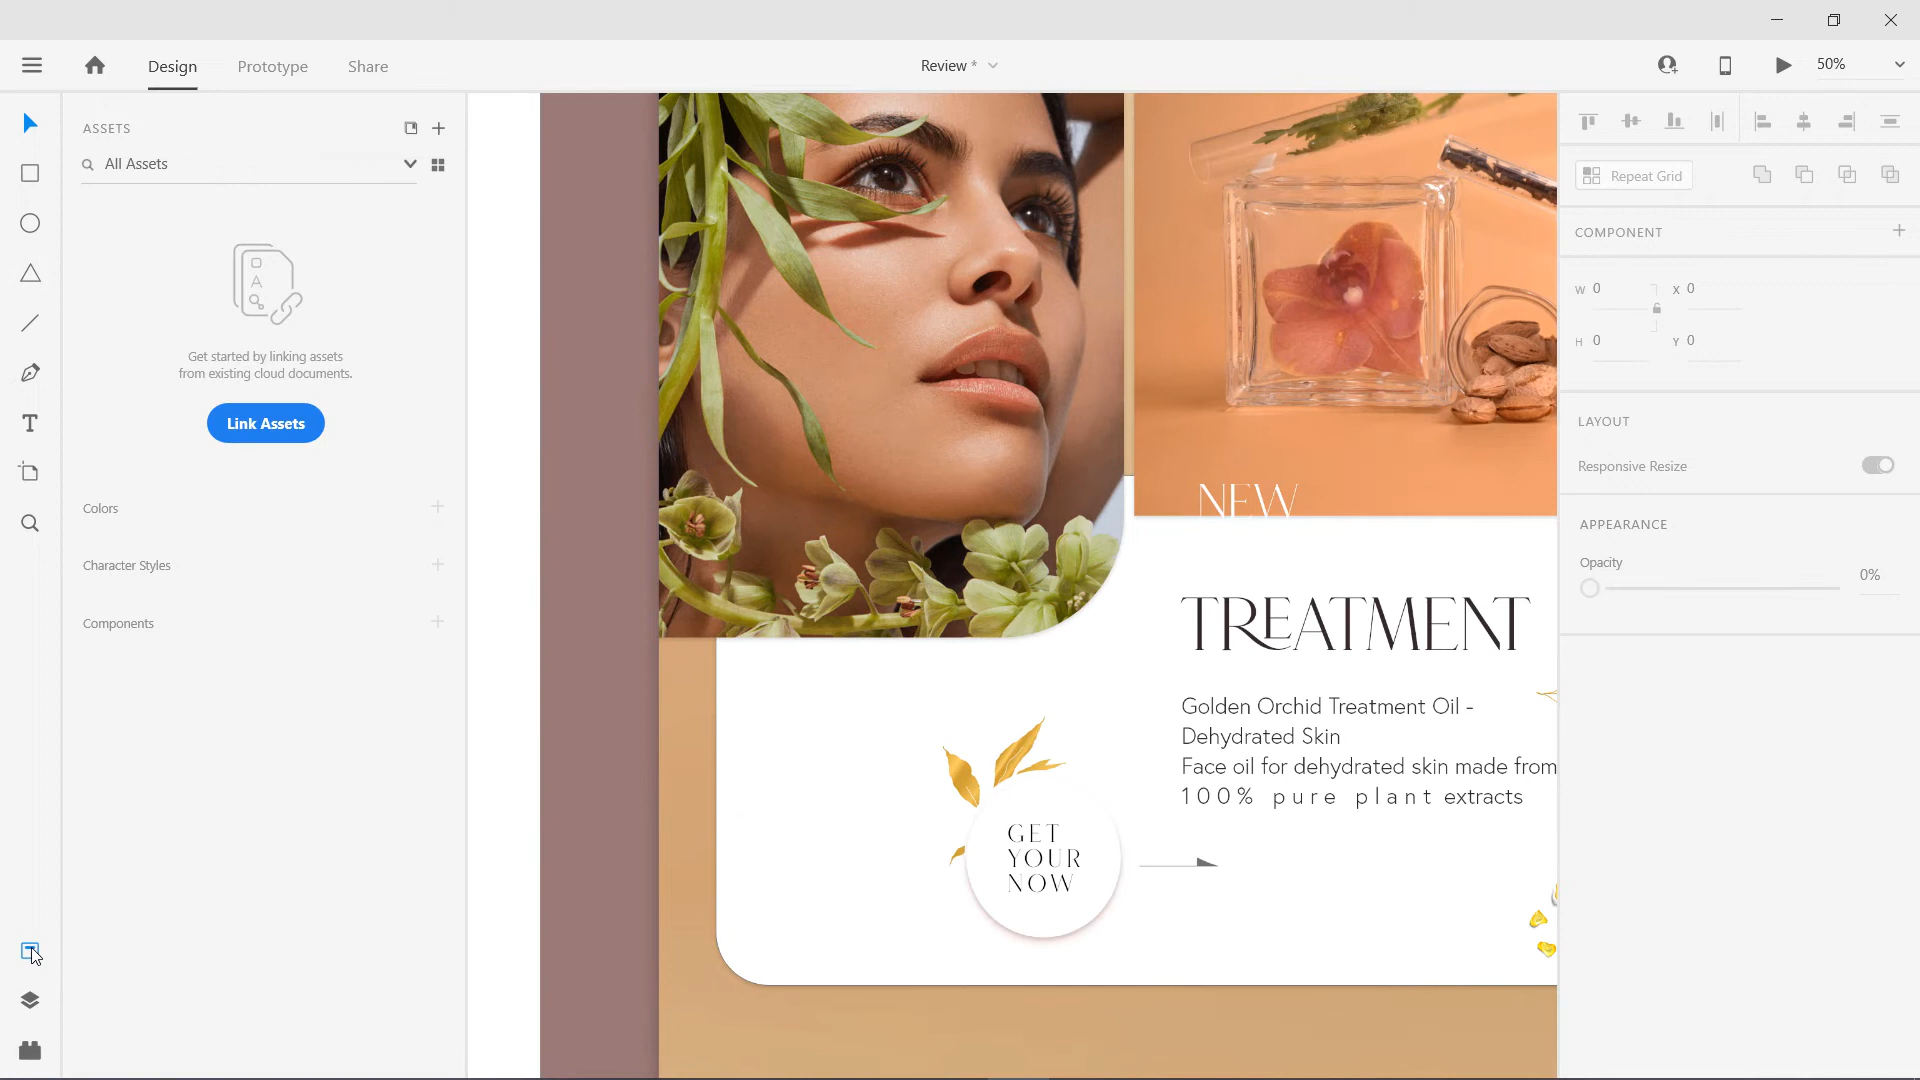 Design
Prototype
Share
Review *
50%
ASSETS
All Assets
Get started by linking assets
from existing cloud documents.
Link Assets
Colors
Character Styles
Components
NEW
TREATMENT
Golden Orchid Treatment Oil -
Dehydrated Skin
Face oil for dehydrated skin made from
100% pure plant extracts
GET
YOUR
NOW
Repeat Grid
COMPONENT
W 0
X 0
H 0
Y 0
LAYOUT
Responsive Resize
APPEARANCE
Opacity
0%